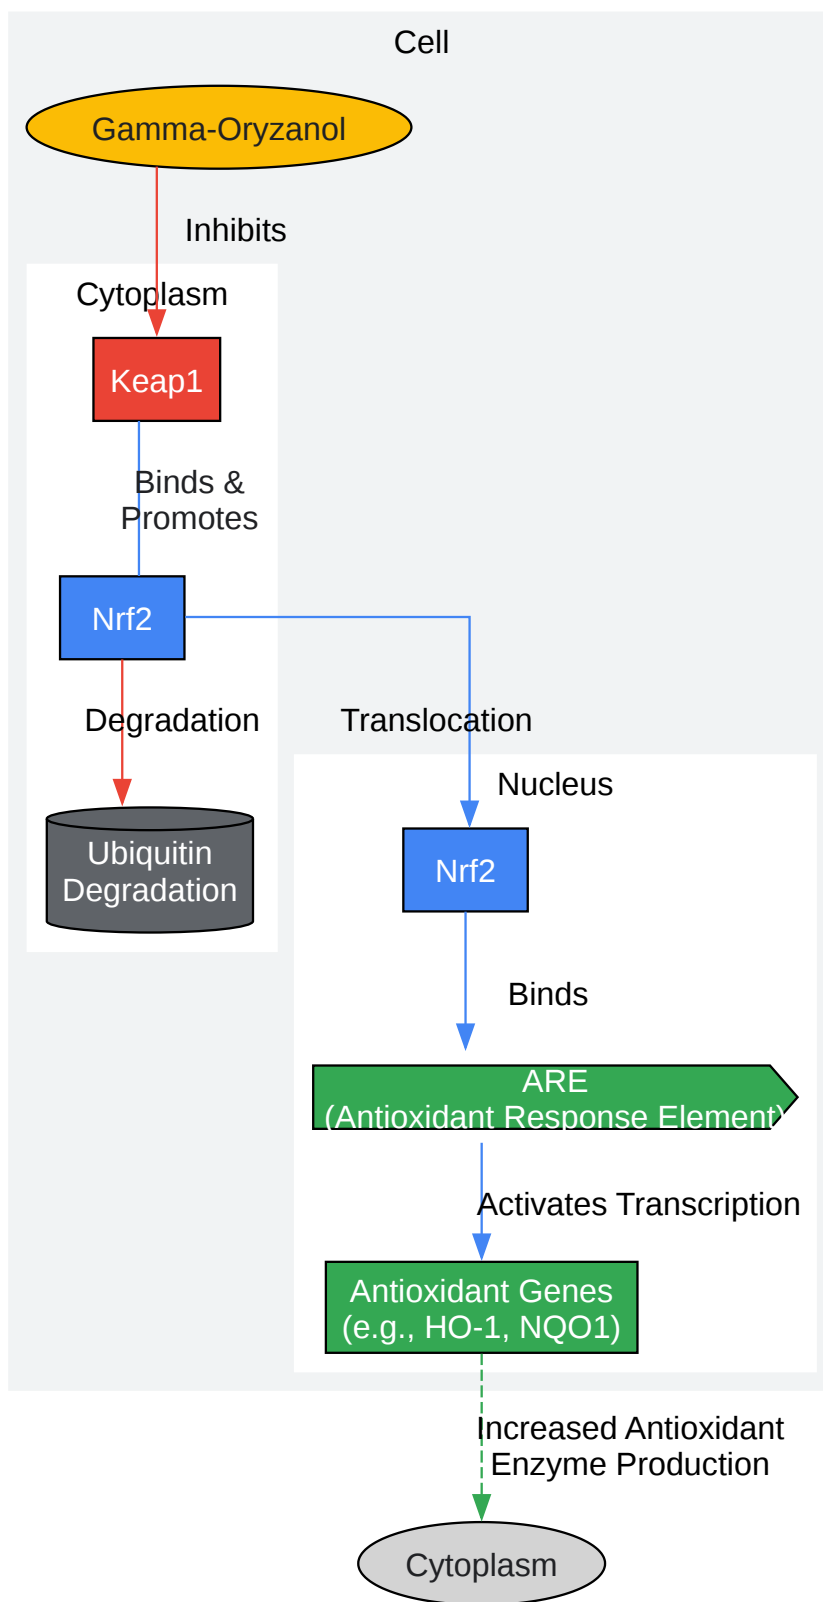 Cell
Gamma-Oryzanol
Inhibits
Cytoplasm
Keap1
Binds &
Promotes
Nrf2
Degradation
Translocation
Ubiquitin
Degradation
Nucleus
Nrf2
Binds
ARE
(Antioxidant Response Element)
Activates Transcription
Antioxidant Genes
(e.g., HO-1, NQO1)
Increased Antioxidant
Enzyme Production
Cytoplasm